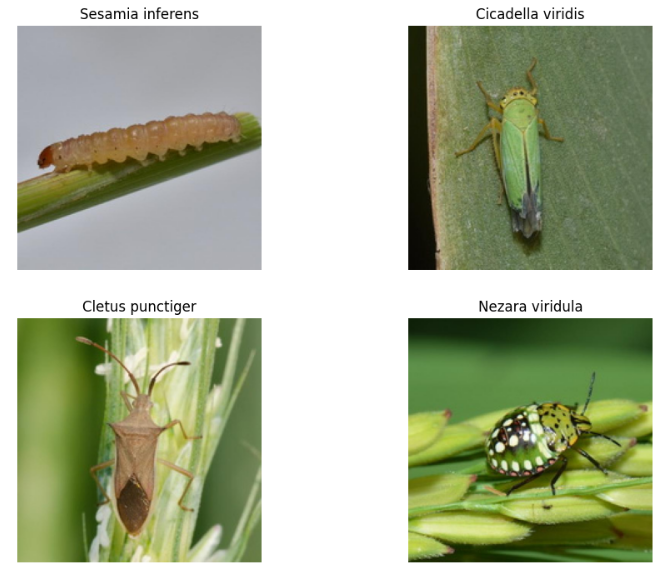 Sesamia inferens
Cicadella viridis
Cletus punctiger
Nezara viridula